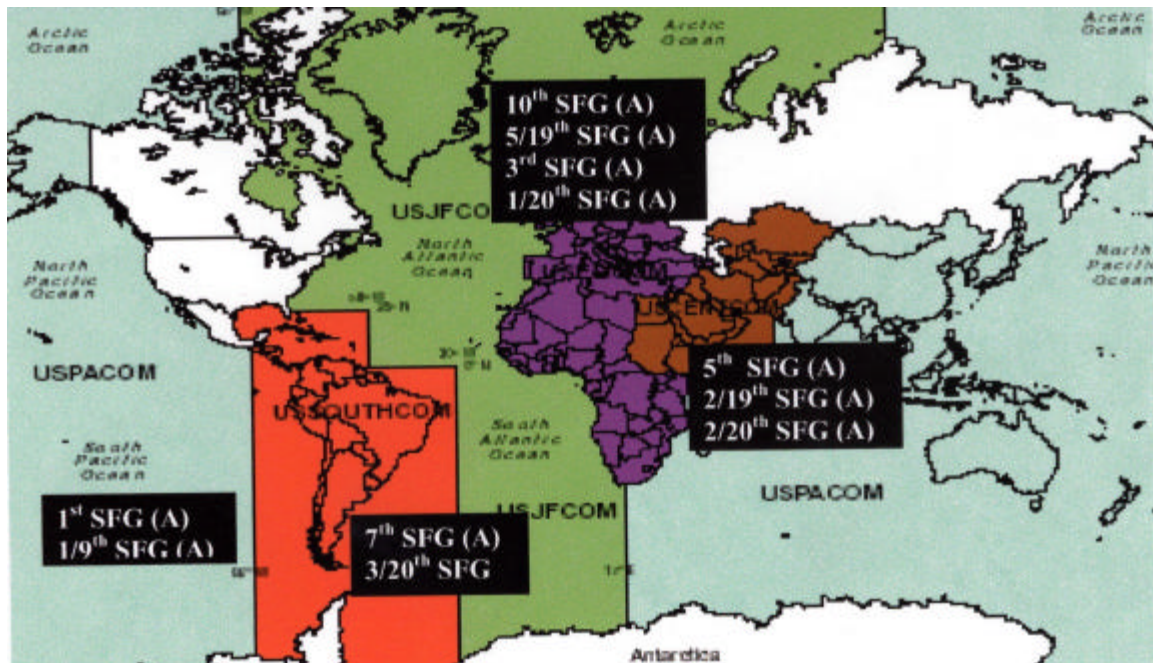 Arctic
Ocean
Arctic
Ocean
Arctic
Ocean
10th SFG (A)
5/19th SFG (A)
3rd SFG (A)
1/20th SFG (A)
USJFCO
North
Atlantic
Ocean
North
Pacific
Ocean
North
Pacific
Ocean
USPACOM
USSOUTHCOM
5th SFG (A)
2/19th SFG (A)
2/20th SFG (A)
South
Atlantic
Ocean
South
Pacific
Ocean
USPACOM
USJFCOM
1st SFG (A)
1/9th SFG (A)
7th SFG (A)
3/20th SFG
Antarctica